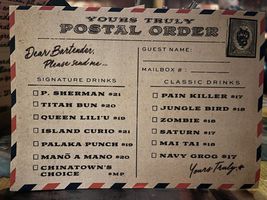 YOURS TRULY
POSTAL ORDER
Dear Bartender,
Please send me...
GUEST NAME:
MAILBOX #
SIGNATURE DRINKS
CLASSIC DRINKS
P. SHERMAN $21
TITAH BUN $20
QUEEN LILI'U $19
ISLAND CURIO $21
PALAKA PUNCH $19
MANŌ A MANO $20
CHINATOWN'S
CHOICE $MP
PAIN KILLER $17
JUNGLE BIRD $18
ZOMBIE $18
SATURN $17
MAI TAI $18
NAVY GROG $17
Yours Truly,